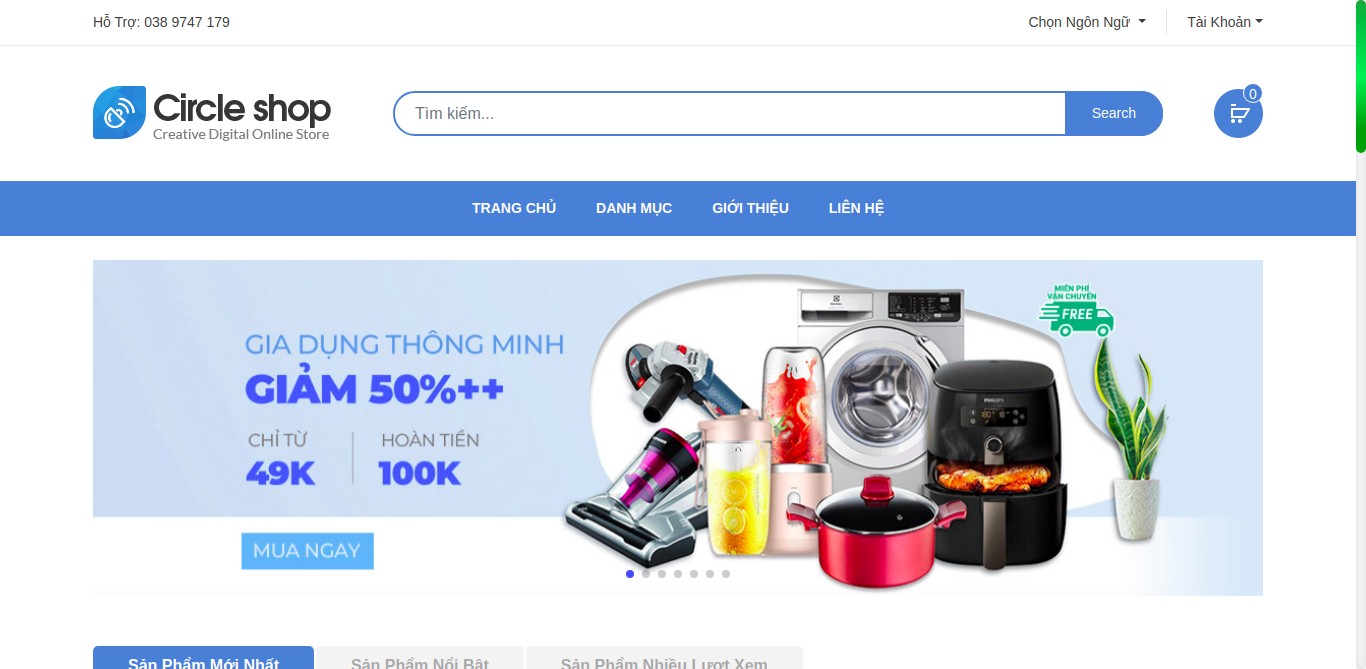 Hỗ Trợ: 038 9747 179
Chọn Ngôn Ngữ
Tài Khoản
Circle shop
Creative Digital Online Store
Tìm kiếm...
Search
0
TRANG CHỦ DANH MỤC GIỚI THIỆU LIÊN HỆ
MIỄN PHÍ
VẬN CHUYỂN
FREE
GIA DỤNG THÔNG MINH
GIẢM 50%++
CHỈ TỪ
49K
HOÀN TIỀN
100K
MUA NGAY
PHILIPS
Sản Phẩm Mới Nhất
Sản Phẩm Nổi Bật
Sản Phẩm Nhiều Lượt Xem